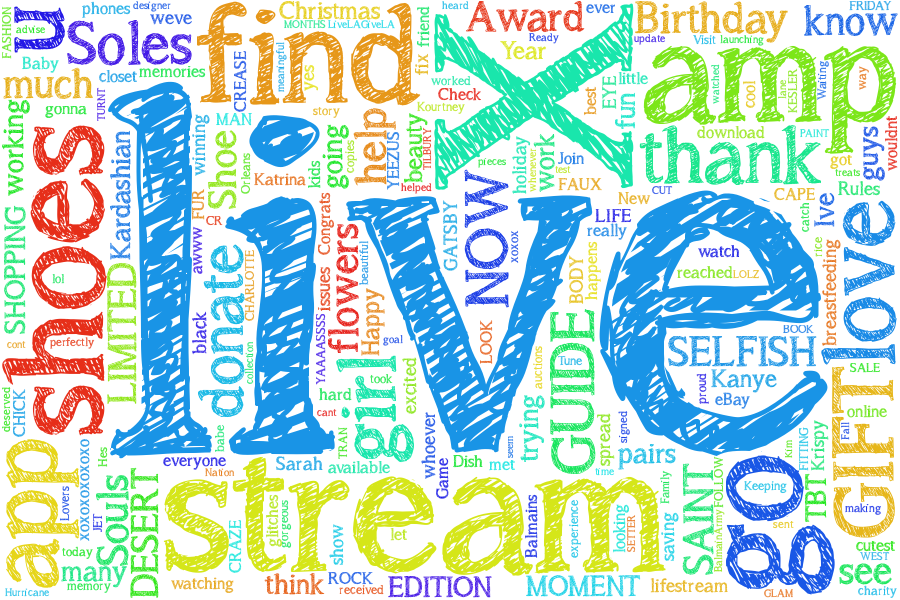 phones designer
weve
u
FASHION
advise
Soles
Baby
closet
memories
much
gonna
TURNT
find
Christmas
MONTHS
LiveLAGiveLA
CREASE
meaningful
yes
Year
story
MAN
winning
fix
friend
heard
worked
Check
Kourtney
Award
Ready
ever
x
EYE
best
little
fun
update
Birthday
Visit
launching
FRIDAY
know
amp
watched
cool
Jane
KESLER
Waiting
way
download
PAINT
thank
got
treats
guys
wouldnt
Rules
SHOPPING
working
shoes
lol
perfectly
cont
Kardashian
LIMITED
live
FUR
CR
awww
black
Shoe
Orleans
Katrina
kids
going
copies
help
YEEZUS
beauty
TILBURY
helped
pieces
holiday
wherever
work
Join
test
FAUX
New
CUT
CAPE
catch
Ive
love
rice
breastfeeding
BOOK
SALE
donate
CHARLOTTE
collection
babe
Congrats
issues
YAAAASSS
flowers
beautiful
Happy
goal
GATSBY
NOW
xoxox
LOOK
LIFE
really
BODY
happens
watch
reached
LOLZ
SELFISH
Kanye
eBay
proud
signed
Tune
auctions
GUIDE
trying
spread
time
pairs
hard
took
cant
TRAN
girl
excited
whoever
Game
Dish
met
seem
available
everyone
Nation
Sarah
deserved
CHICK
app
Lovers
JET
xoxoxoxoxo
Hes
Souls
DESERT
today
many
memory
Hurricane
stream
CRAZE
glitches
gorgeous
let
show
watching
think
ROCK
received
EDITION
Balmains
experience
looking
SETTER
saving
Family
MOMENT
lifestream
SAINT
BalmainArmy
FOLLOW
go
Keeping
Kim
sent
GLAM
TBT
FITTING
Krispy
online
Fall
GIFT
making
cutest
WEST
see
charity